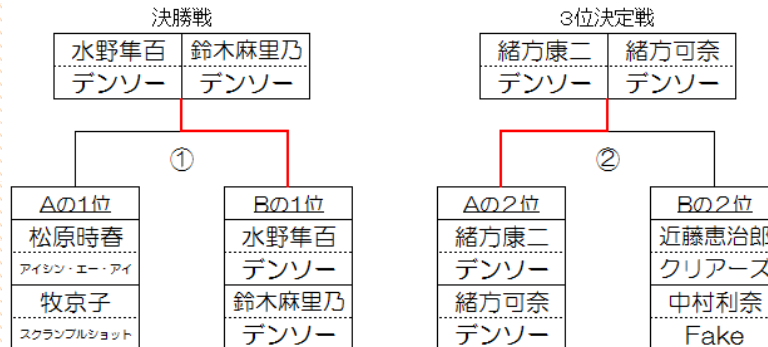 決勝戦
水野隼百 鈴木麻里乃
デンソー デンソー
①
Aの1位
松原時春
アイシン・エー・アイ
牧京子
スクランブルショット
Bの1位
水野隼百
デンソー
鈴木麻里乃
デンソー
3位決定戦
緒方康二 緒方可奈
デンソー デンソー
②
Aの2位
緒方康二
デンソー
緒方可奈
デンソー
Bの2位
近藤恵治郎
クリアーズ
中村利奈
Fake